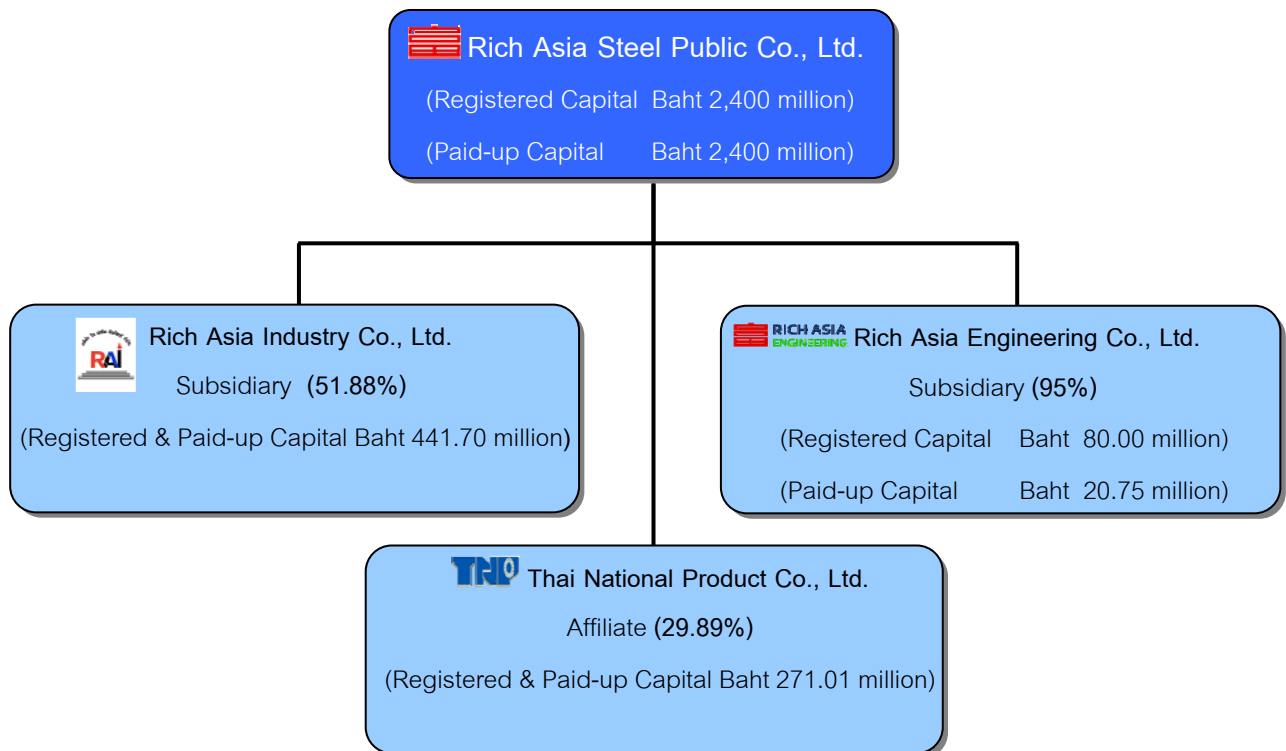 Rich Asia Steel Public Co., Ltd.
(Registered Capital Baht 2,400 million)
(Paid-up Capital Baht 2,400 million)
RAI
Rich Asia Industry Co., Ltd.
Subsidiary (51.88%)
(Registered & Paid-up Capital Baht 441.70 million)
RICH ASIA
ENGINEERING
Rich Asia Engineering Co., Ltd.
Subsidiary (95%)
(Registered Capital Baht 80.00 million)
(Paid-up Capital Baht 20.75 million)
TNP
Thai National Product Co., Ltd.
Affiliate (29.89%)
(Registered & Paid-up Capital Baht 271.01 million)